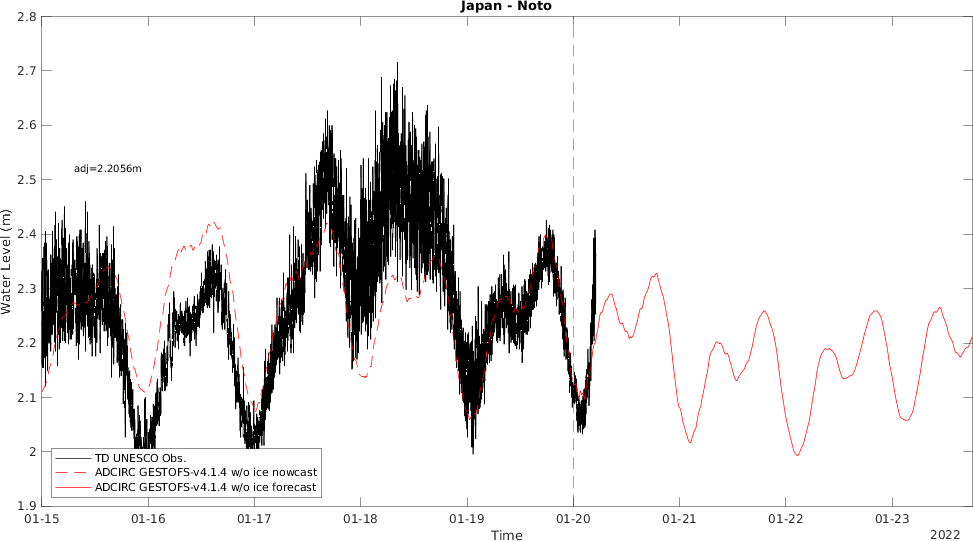 Japan - Noto
2.8
2.7
2.6
2.5
2.4
2.3
2.2
2.1
2
1.9
Water Level (m)
adj=2.2056m
TD UNESCO Obs.
ADCIRC GESTOFS-v4.1.4 w/o ice nowcast
ADCIRC GESTOFS-v4.1.4 w/o ice forecast
01-15 01-16 01-17 01-18 01-19 01-20 01-21 01-22 01-23
Time
2022